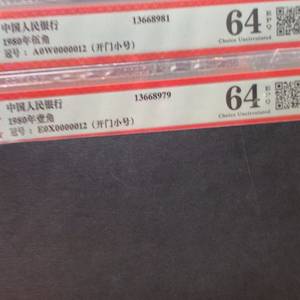 中国人民银行
1980年伍角
冠号：A0W0000012（开门小号）
13668981
64 EPQ
Choice Uncirculated
中国人民银行
1980年壹角
冠号：E0X0000012（开门小号）
13668979
64 EPQ
Choice Uncirculated